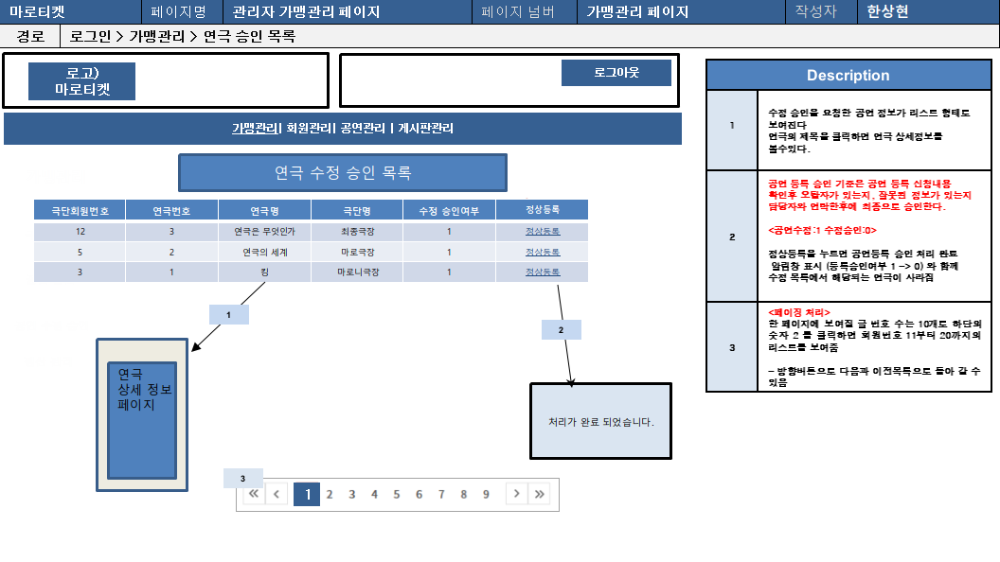 마로티켓 페이지명 관리자 가맹관리 페이지 페이지 넘버 가맹관리 페이지 작성자 한상현
경로 로그인 > 가맹관리 > 연극 승인 목록
로고)
마로티켓
로그아웃
가맹관리| 회원관리| 공연관리 | 게시판관리
연극 수정 승인 목록
극단회원번호 연극번호 연극명 극단명 수정 승인여부 정상등록
12 3 연극은 무엇인가 최종극장 1 정상등록
5 2 연극의 세계 마로극장 1 정상등록
3 1 킹 마로니극장 1 정상등록
1
2
연극
상세 정보
페이지
처리가 완료 되었습니다.
3
« ‹ 1 2 3 4 5 6 7 8 9 › »
Description
1
수정 승인을 요청한 공연 정보가 리스트 형태로
보여진다
연극의 제목을 클릭하면 연극 상세정보를
볼수있다.
2
공연 등록 승인 기준은 공연 등록 신청내용
확인후 오탈자가 있는지, 잘못된 정보가 있는지
담당자와 연락한후에 최종으로 승인한다.
<공연수정:1 수정승인:0>
정상등록을 누르면 공연등록 승인 처리 완료
알림창 표시 (등록승인여부 1 -> 0) 와 함께
수정 목록에서 해당되는 연극이 사라짐
3
<페이징 처리>
한 페이지에 보여질 글 번호 수는 10개로 하단의
숫자 2 를 클릭하면 회원번호 11부터 20까지의
리스트를 보여줌
- 방향버튼으로 다음과 이전목록으로 돌아 갈 수
있음